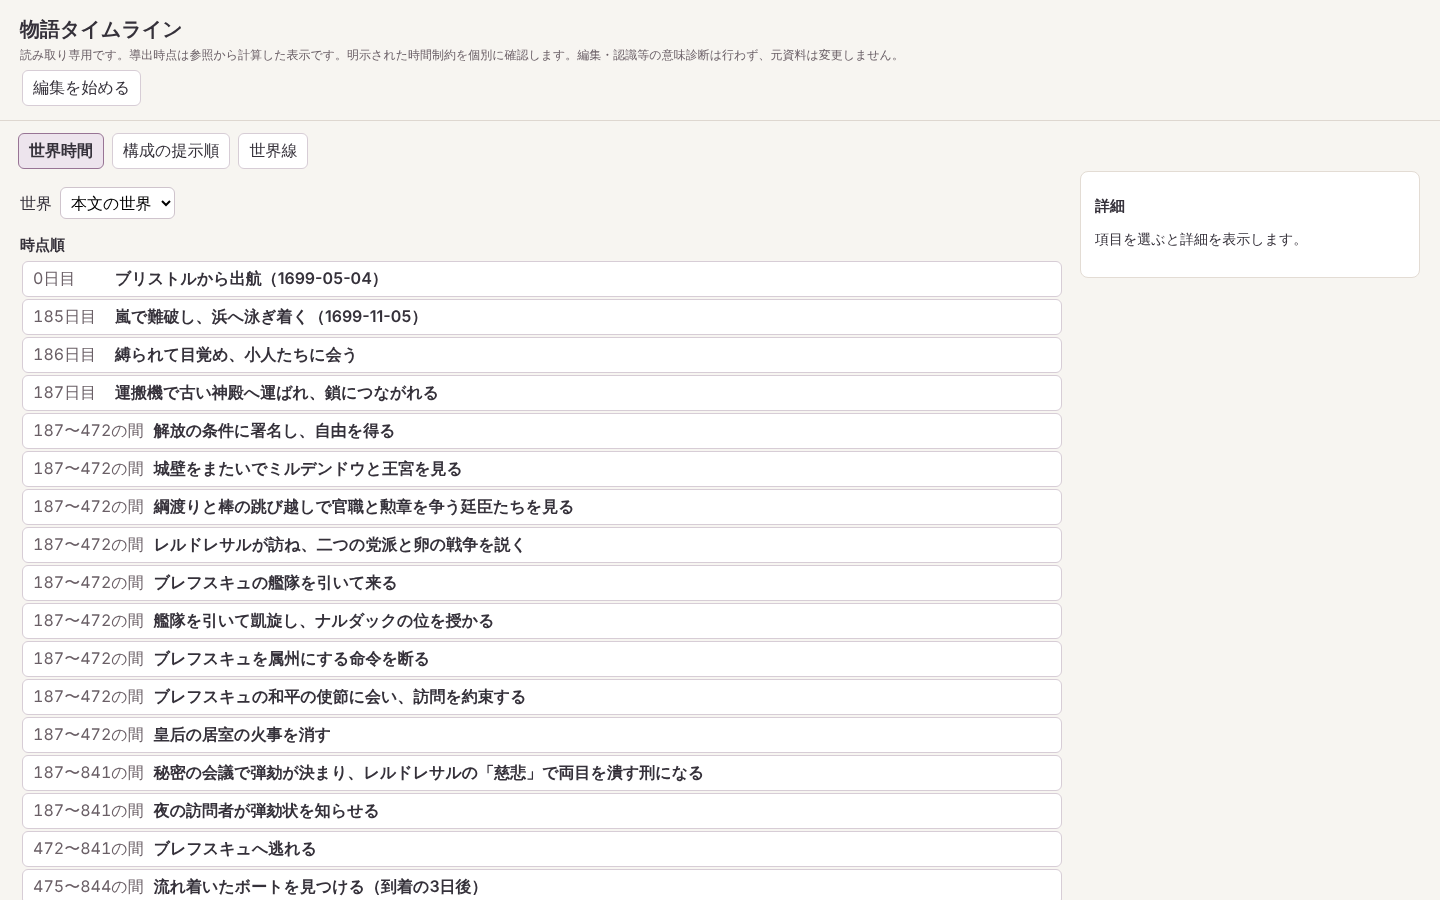 物語タイムライン
読み取り専用です。導出時点は参照から計算した表示です。明示された時間制約を個別に確認します。編集・認識等の意味診断は行わず、元資料は変更しません。
編集を始める
世界時間 構成の提示順 世界線
世界 本文の世界
時点順
0日目 ブリストルから出航（1699-05-04）
185日目 嵐で難破し、浜へ泳ぎ着く（1699-11-05）
186日目 縛られて目覚め、小人たちに会う
187日目 運搬機で古い神殿へ運ばれ、鎖につながれる
187〜472の間 解放の条件に署名し、自由を得る
187〜472の間 城壁をまたいでミルデンドウと王宮を見る
187〜472の間 綱渡りと棒の跳び越しで官職と勲章を争う廷臣たちを見る
187〜472の間 レルドレサルが訪ね、二つの党派と卵の戦争を説く
187〜472の間 ブレフスキュの艦隊を引いて来る
187〜472の間 艦隊を引いて凱旋し、ナルダックの位を授かる
187〜472の間 ブレフスキュを属州にする命令を断る
187〜472の間 ブレフスキュの和平の使節に会い、訪問を約束する
187〜472の間 皇后の居室の火事を消す
187〜841の間 秘密の会議で弾劾が決まり、レルドレサルの「慈悲」で両目を潰す刑になる
187〜841の間 夜の訪問者が弾劾状を知らせる
472〜841の間 ブレフスキュへ逃れる
475〜844の間 流れ着いたボートを見つける（到着の3日後）
詳細
項目を選ぶと詳細を表示します。